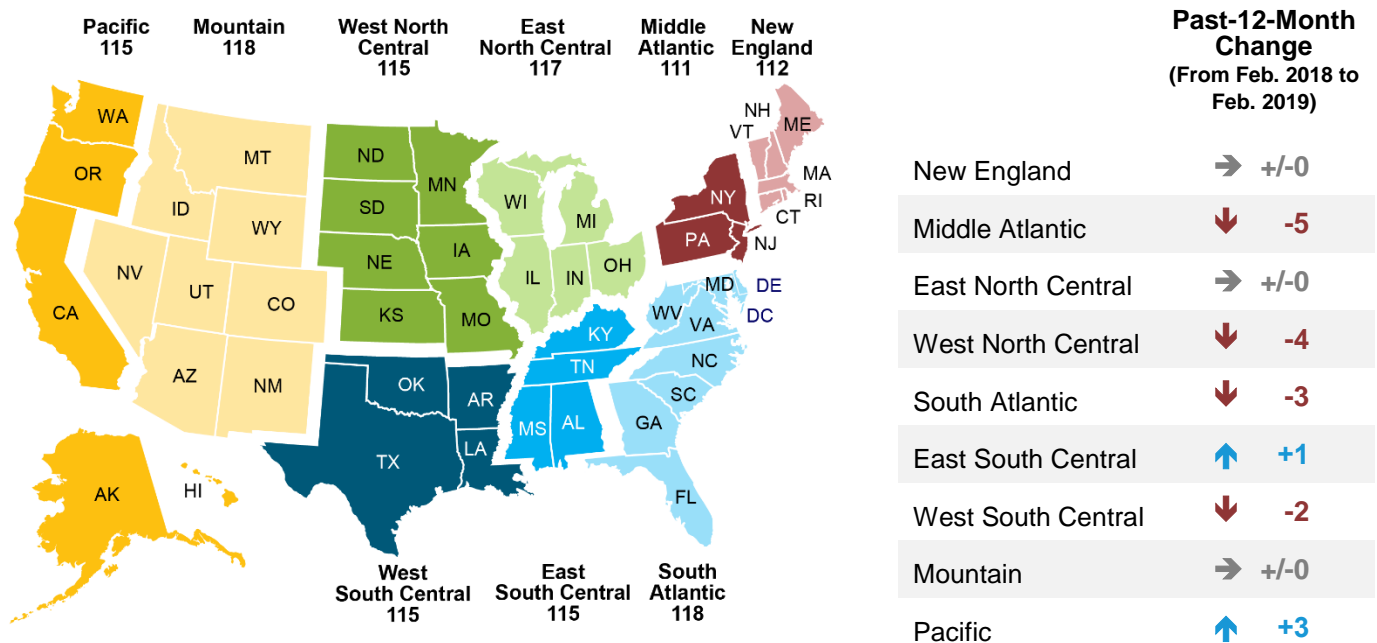 Pacific
115
Mountain
118
West North
Central
115
East
North Central
117
Middle
Atlantic
111
New
England
112
WA
OR
CA
AK
HI
MT
ID
WY
NV
UT
CO
AZ
NM
ND
SD
NE
KS
MN
IA
MO
WI
MI
IL
IN
OH
NH
VT
ME
MA
RI
CT
NY
PA
NJ
MD
DE
DC
WV
VA
NC
SC
GA
FL
KY
TN
MS
AL
OK
AR
TX
LA
West
South Central
115
East
South Central
115
South
Atlantic
118
Past-12-Month
Change
(From Feb. 2018 to
Feb. 2019)
New England +/-0
Middle Atlantic -5
East North Central +/-0
West North Central -4
South Atlantic -3
East South Central +1
West South Central -2
Mountain +/-0
Pacific +3